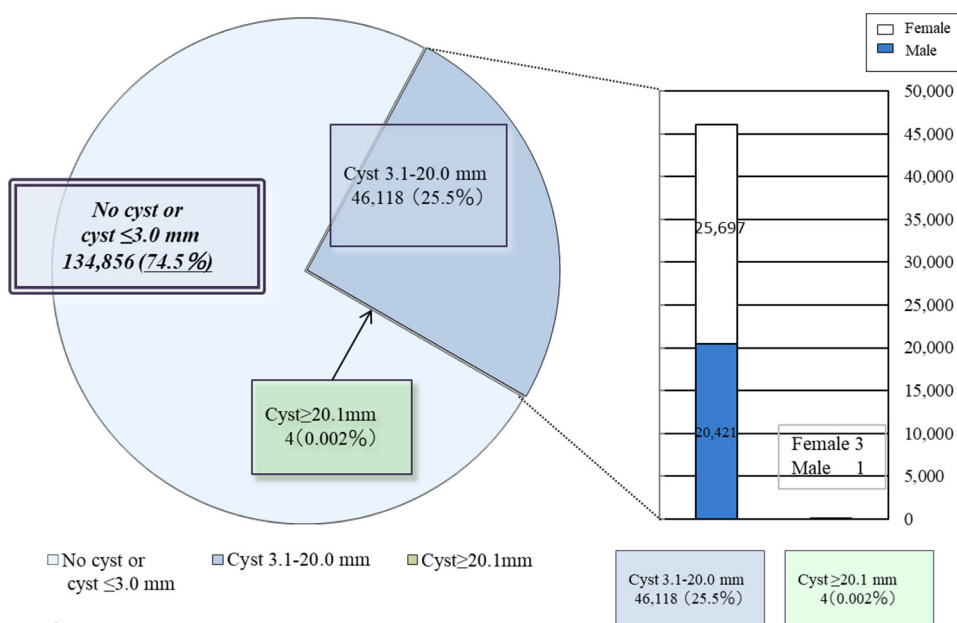 No cyst or
cyst ≤3.0 mm
134,856 (74.5%)
Cyst 3.1-20.0 mm
46,118 (25.5%)
Cyst≥20.1mm
4(0.002%)
Female
Male
50,000
45,000
40,000
35,000
30,000
25,000
20,000
15,000
10,000
5,000
0
25,697
20,421
Female 3
Male 1
No cyst or
cyst ≤3.0 mm
Cyst 3.1-20.0 mm
Cyst≥20.1mm
Cyst 3.1-20.0 mm
46,118 (25.5%)
Cyst≥20.1 mm
4(0.002%)